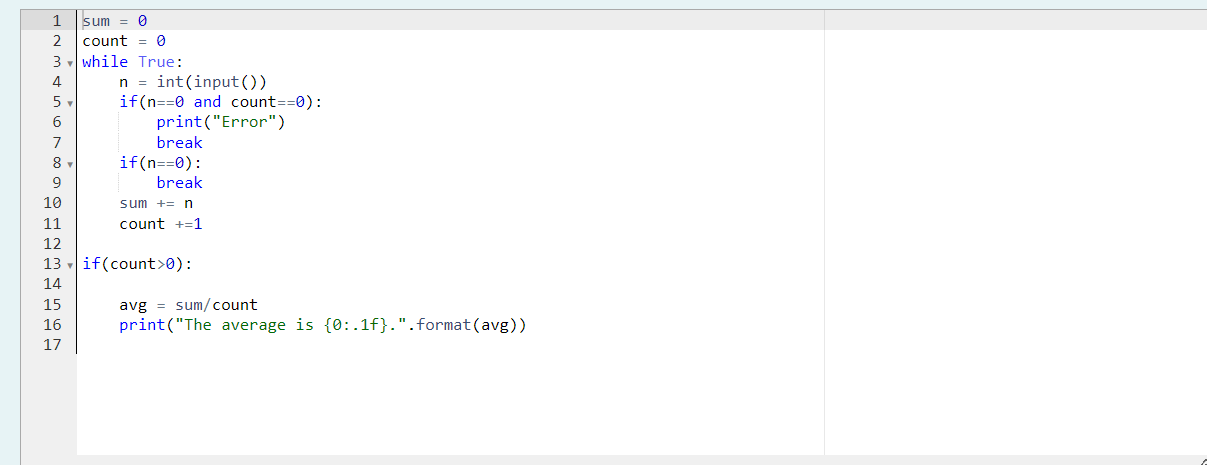 1 sum = 0
2 count = 0
3 while True:
4     n = int(input())
5     if(n==0 and count==0):
6         print("Error")
7         break
8     if(n==0):
9         break
10     sum += n
11     count +=1
12
13 if(count>0):
14
15     avg = sum/count
16     print("The average is {0:.1f}.".format(avg))
17